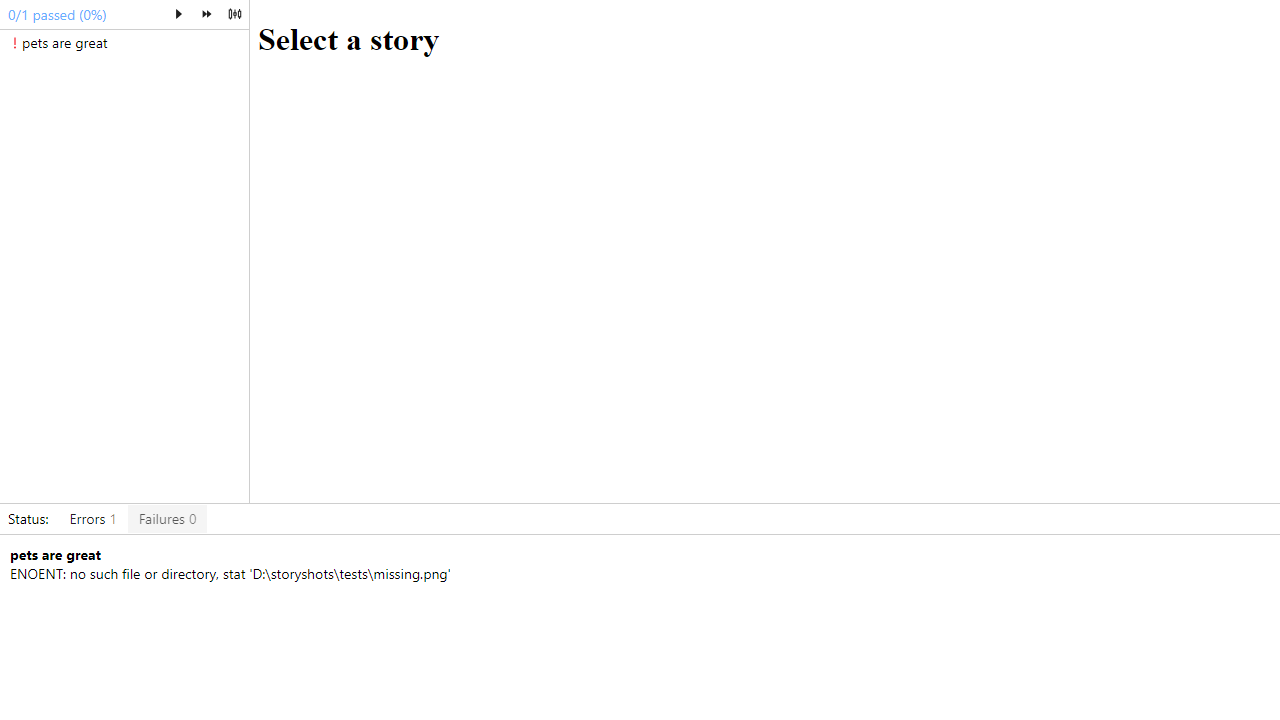 0/1 passed (0%)
! pets are great
Select a story
Status: Errors 1 Failures 0
pets are great
ENOENT: no such file or directory, stat 'D:\storyshots\tests\missing.png'